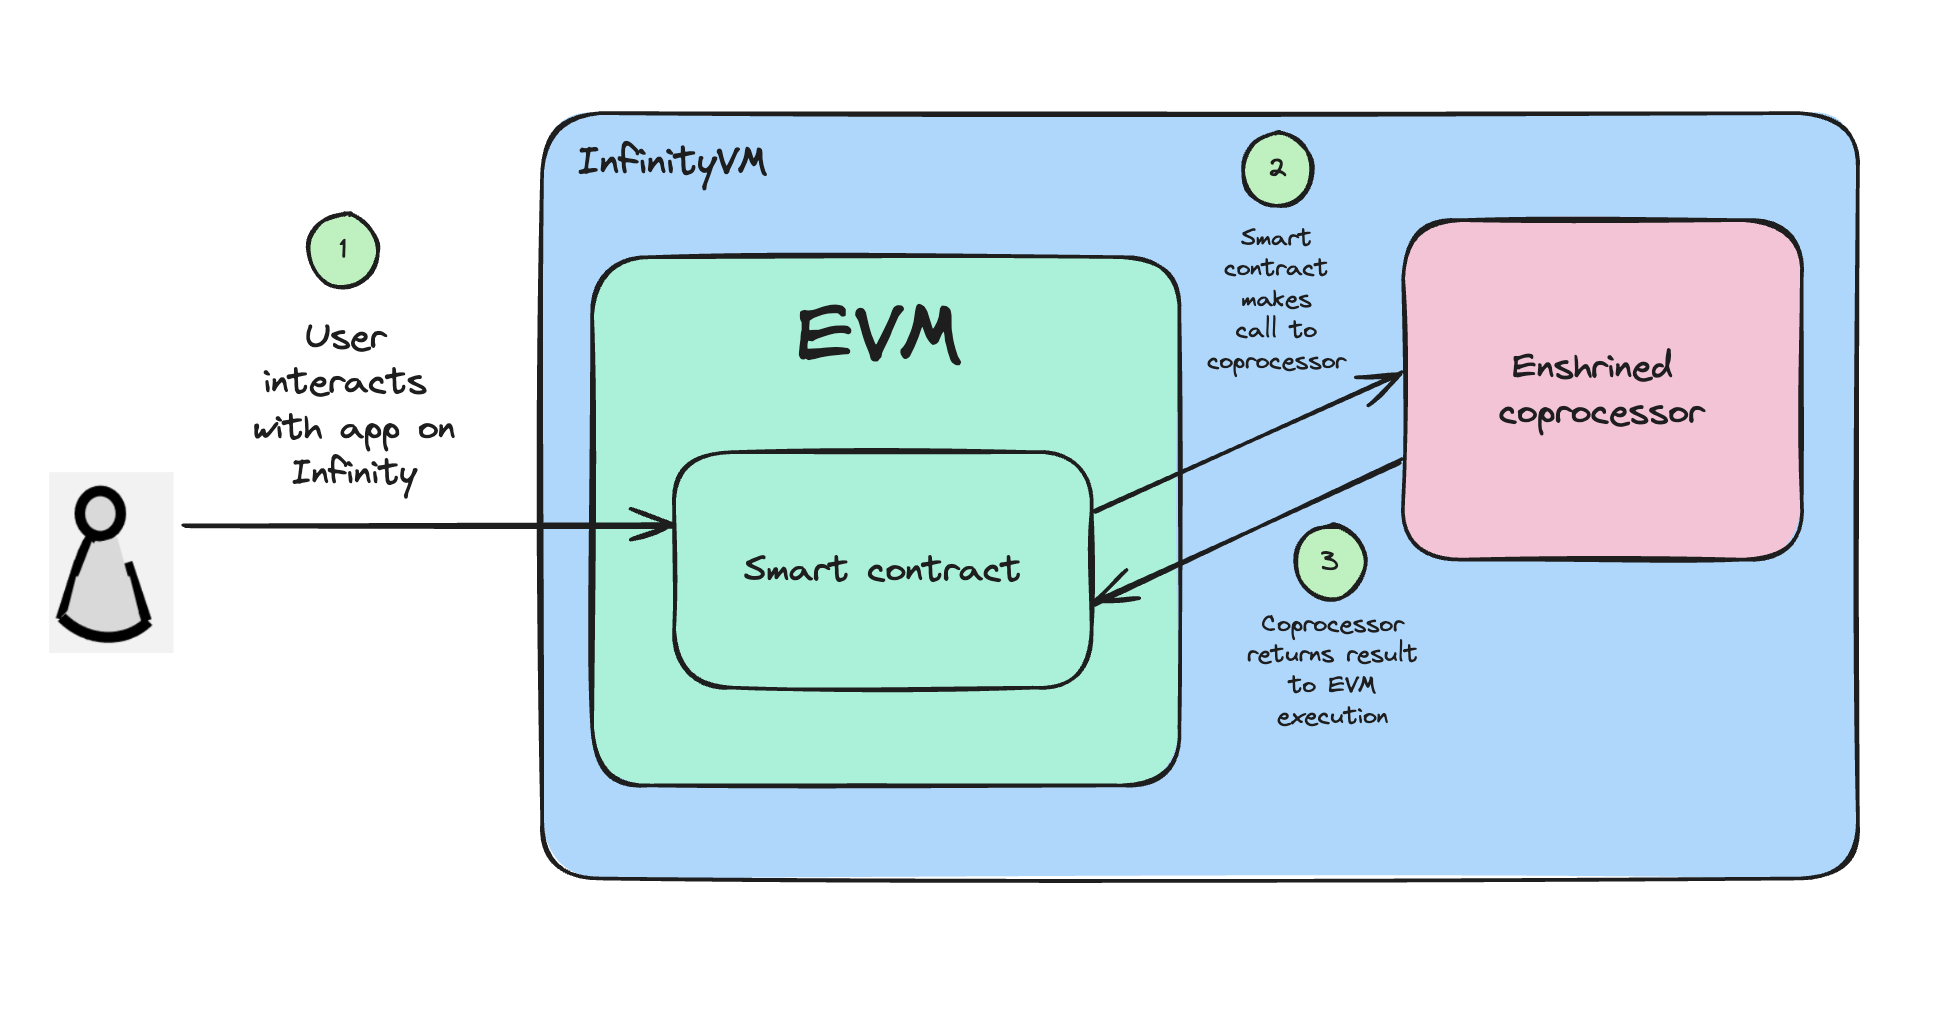 InfinityVM
1
User
interacts
with app on
Infinity
EVM
Smart contract
2
Smart
contract
makes
call to
coprocessor
Enshrined
coprocessor
3
Coprocessor
returns result
to EVM
execution